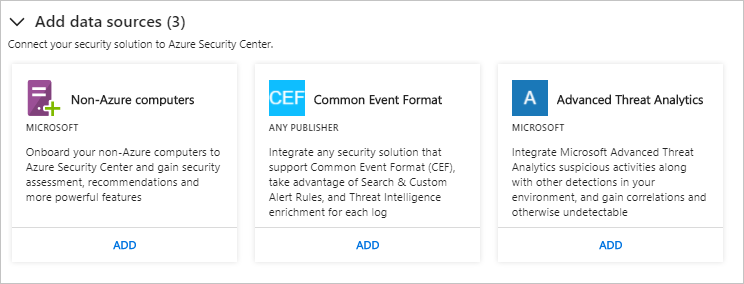 Add data sources (3)
Connect your security solution to Azure Security Center.
Non-Azure computers
MICROSOFT
Onboard your non-Azure computers to
Azure Security Center and gain security
assessment, recommendations and
more powerful features
ADD
CEF
Common Event Format
ANY PUBLISHER
Integrate any security solution that
support Common Event Format (CEF),
take advantage of Search & Custom
Alert Rules, and Threat Intelligence
enrichment for each log
ADD
A
Advanced Threat Analytics
MICROSOFT
Integrate Microsoft Advanced Threat
Analytics suspicious activities along
with other detections in your
environment, and gain correlations and
otherwise undetectable
ADD